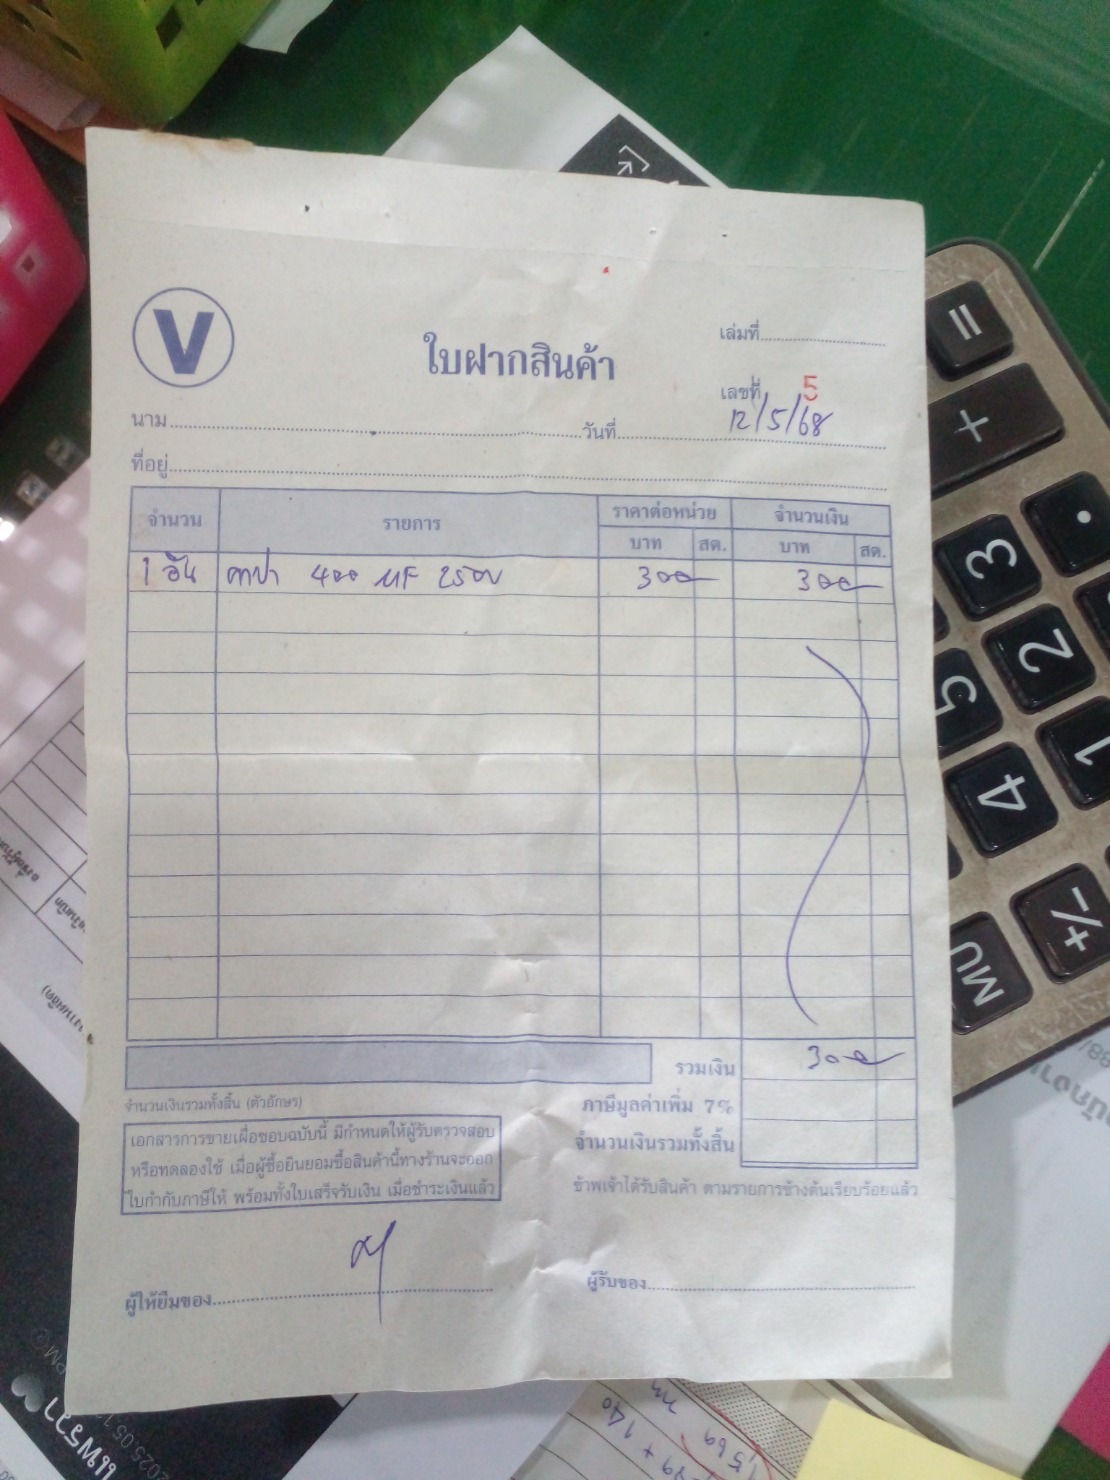 V
ใบฝากสินค้า
เล่มที่
เลขที่ 5
นาม วันที่ 12/5/68
ที่อยู่
จำนวน รายการ ราคาต่อหน่วย จำนวนเงิน
บาท สต. บาท สต.
1 อัน คาปา 400 uF 250V 300 300
รวมเงิน 300
จำนวนเงินรวมทั้งสิ้น (ตัวอักษร)
ภาษีมูลค่าเพิ่ม 7%
จำนวนเงินรวมทั้งสิ้น
เอกสารการขายเผื่อชอบฉบับนี้ มีกำหนดให้ผู้รับตรวจสอบ
หรือทดลองใช้ เมื่อผู้ซื้อยินยอมซื้อสินค้านี้ทางร้านจะออก
ใบกำกับภาษีให้ พร้อมทั้งใบเสร็จรับเงิน เมื่อชำระเงินแล้ว
ข้าพเจ้าได้รับสินค้า ตามรายการข้างต้นเรียบร้อยแล้ว
ผู้ให้ยืมของ
ผู้รับของ
=
+
.
3
2
5
1
4
+/-
MU